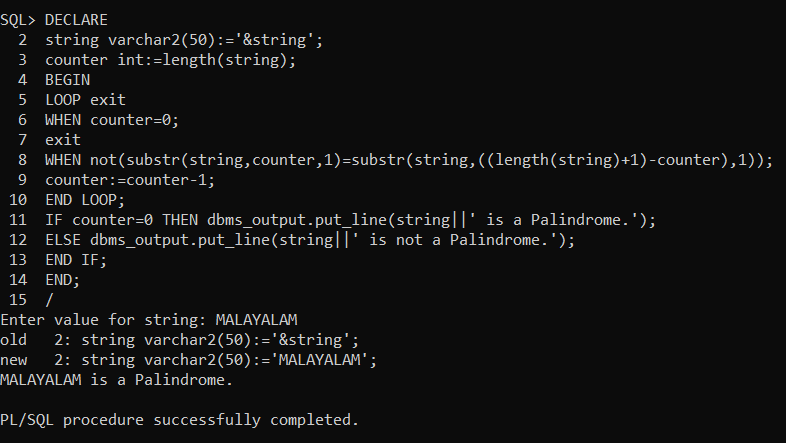 SQL> DECLARE
  2  string varchar2(50):='&string';
  3  counter int:=length(string);
  4  BEGIN
  5  LOOP exit
  6  WHEN counter=0;
  7  exit
  8  WHEN not(substr(string,counter,1)=substr(string,((length(string)+1)-counter),1));
  9  counter:=counter-1;
 10  END LOOP;
 11  IF counter=0 THEN dbms_output.put_line(string||' is a Palindrome.');
 12  ELSE dbms_output.put_line(string||' is not a Palindrome.');
 13  END IF;
 14  END;
 15  /
Enter value for string: MALAYALAM
old   2: string varchar2(50):='&string';
new   2: string varchar2(50):='MALAYALAM';
MALAYALAM is a Palindrome.

PL/SQL procedure successfully completed.